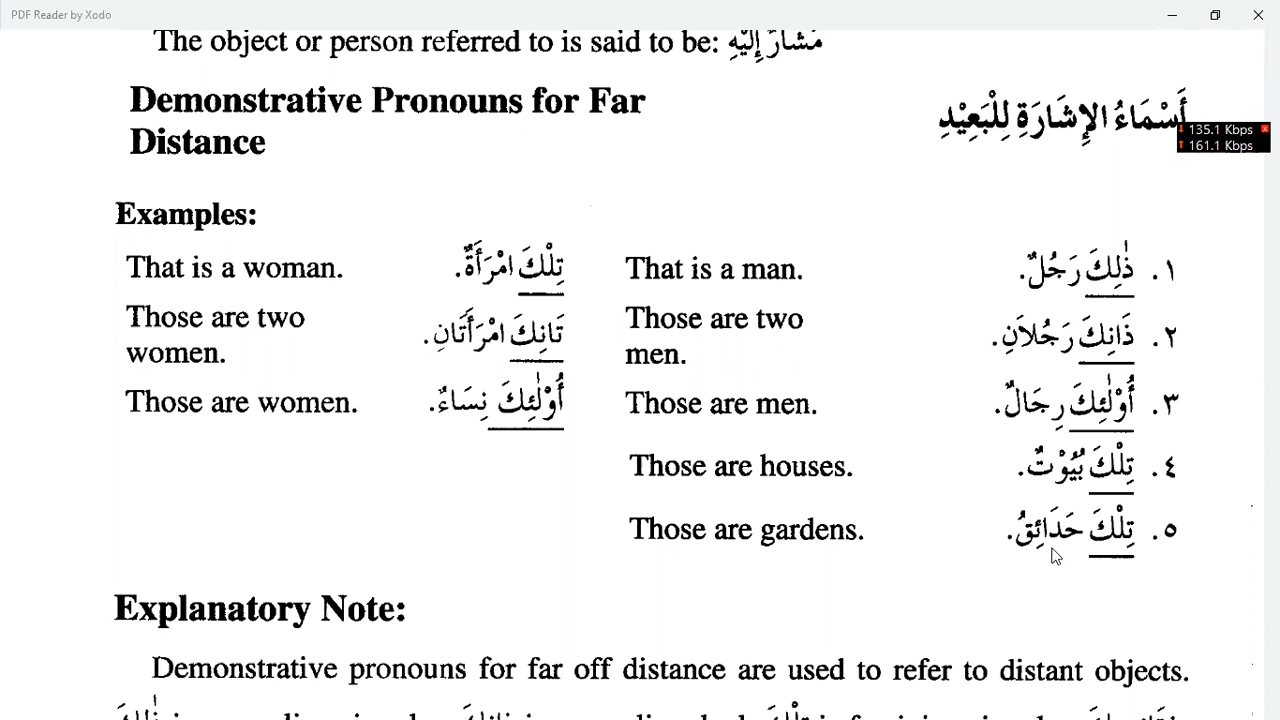 PDF Reader by Xodo
The object or person referred to is said to be: مُشَارٌ إِلَيْهِ
Demonstrative Pronouns for Far
Distance
أَسْمَاءُ الإِشَارَةِ لِلْبَعِيْدِ
135.1 Kbps
161.1 Kbps
Examples:
That is a woman. تِلْكَ امْرَأَةٌ. That is a man. ١. ذٰلِكَ رَجُلٌ.
Those are two
women. تَانِكَ امْرَأَتَانِ. Those are two
men. ٢. ذَانِكَ رَجُلاَنِ.
Those are women. أُوْلٰئِكَ نِسَاءٌ. Those are men. ٣. أُوْلٰئِكَ رِجَالٌ.
Those are houses. ٤. تِلْكَ بُيُوْتٌ.
Those are gardens. ٥. تِلْكَ حَدَائِقُ.
Explanatory Note:
Demonstrative pronouns for far off distance are used to refer to distant objects.